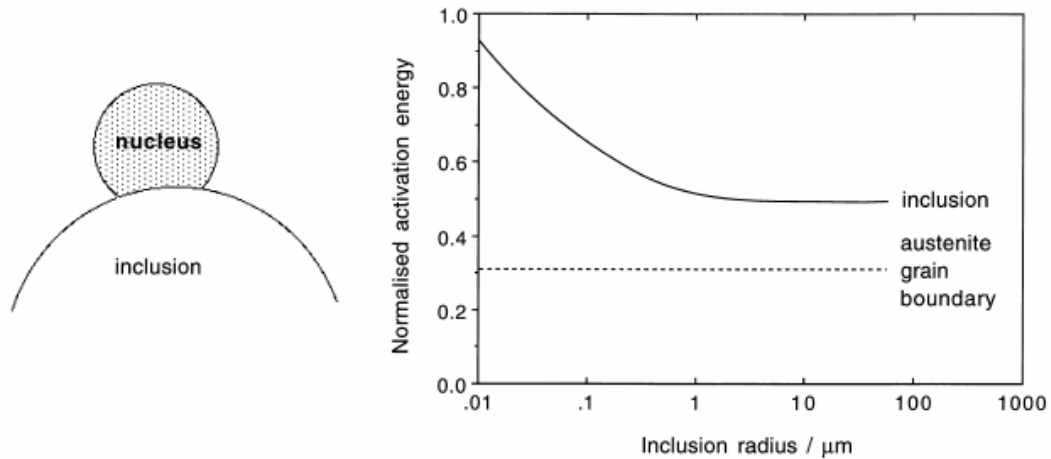 nucleus
inclusion
Normalised activation energy
1.0
0.8
0.6
0.4
0.2
0.0
.01
.1
1
10
100
1000
Inclusion radius / μm
inclusion
austenite
grain
boundary